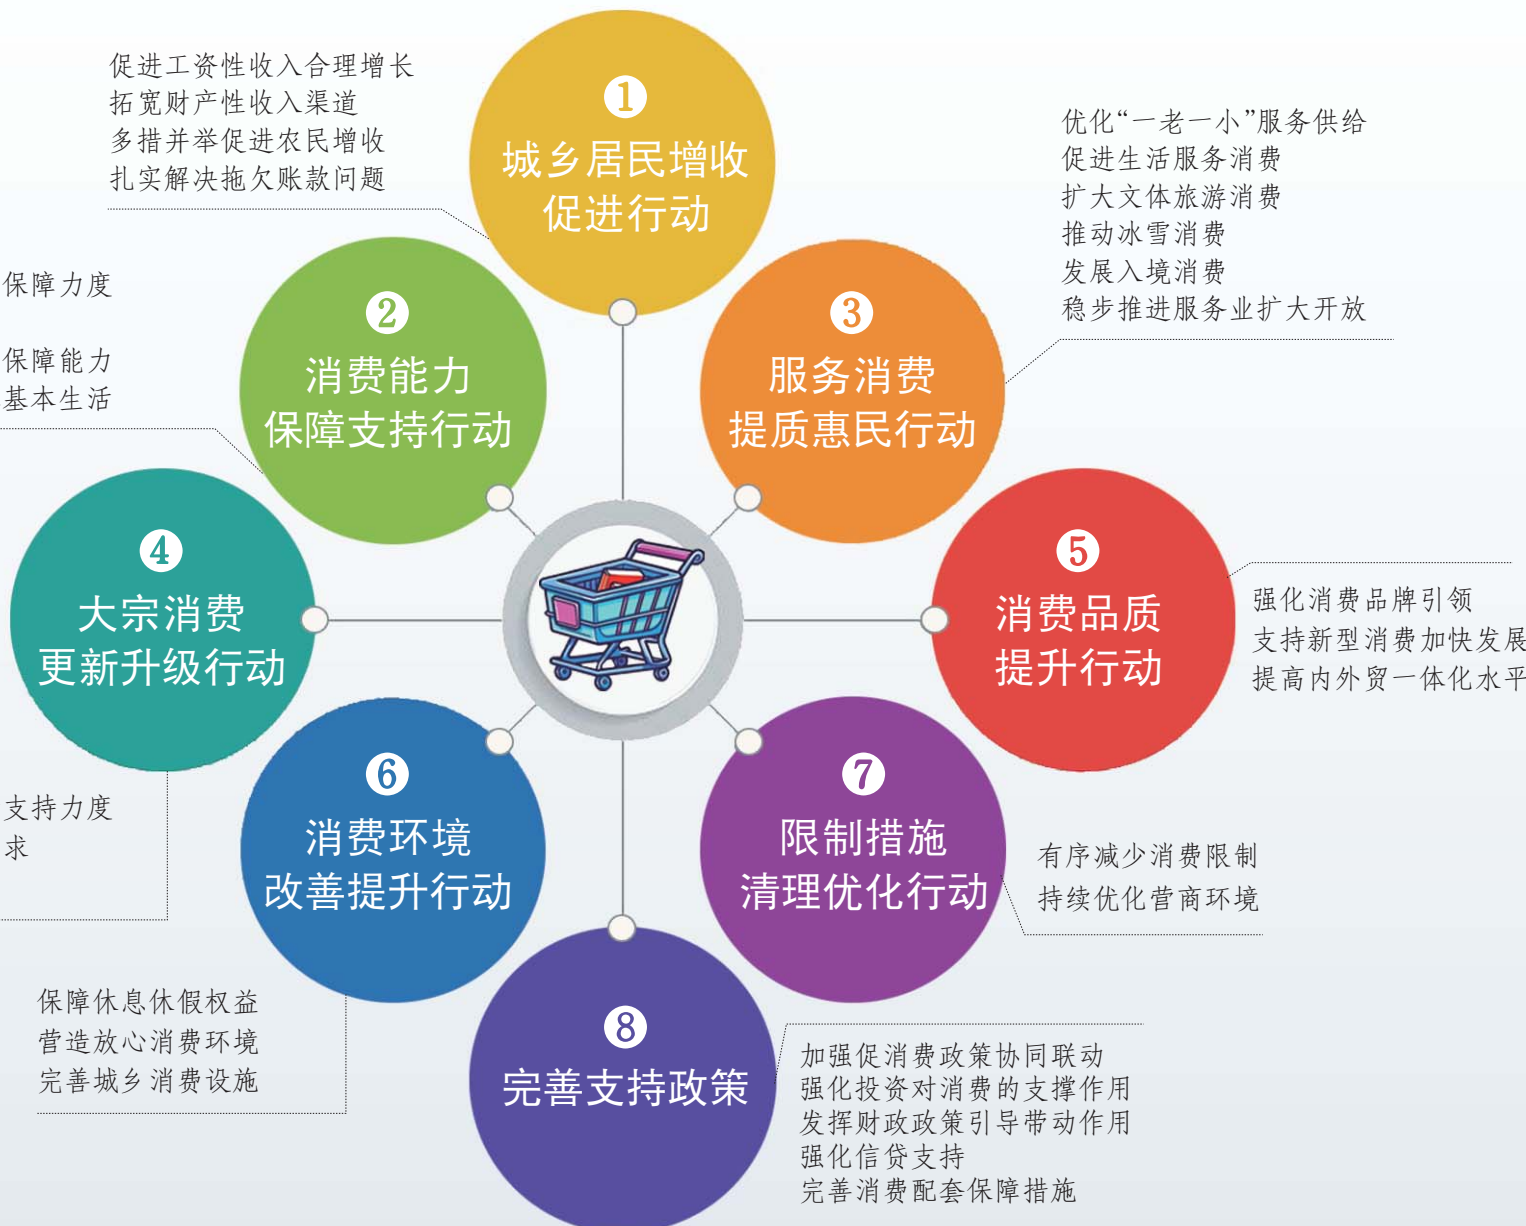 促进工资性收入合理增长
拓宽财产性收入渠道
多措并举促进农民增收
扎实解决拖欠账款问题
1
城乡居民增收
促进行动
保障力度
保障能力
基本生活
2
消费能力
保障支持行动
3
服务消费
提质惠民行动
优化“一老一小”服务供给
促进生活服务消费
扩大文体旅游消费
推动冰雪消费
发展入境消费
稳步推进服务业扩大开放
4
大宗消费
更新升级行动
支持力度
求
5
消费品质
提升行动
强化消费品牌引领
支持新型消费加快发展
提高内外贸一体化水平
6
消费环境
改善提升行动
保障休息休假权益
营造放心消费环境
完善城乡消费设施
7
限制措施
清理优化行动
有序减少消费限制
持续优化营商环境
8
完善支持政策
加强促消费政策协同联动
强化投资对消费的支撑作用
发挥财政政策引导带动作用
强化信贷支持
完善消费配套保障措施